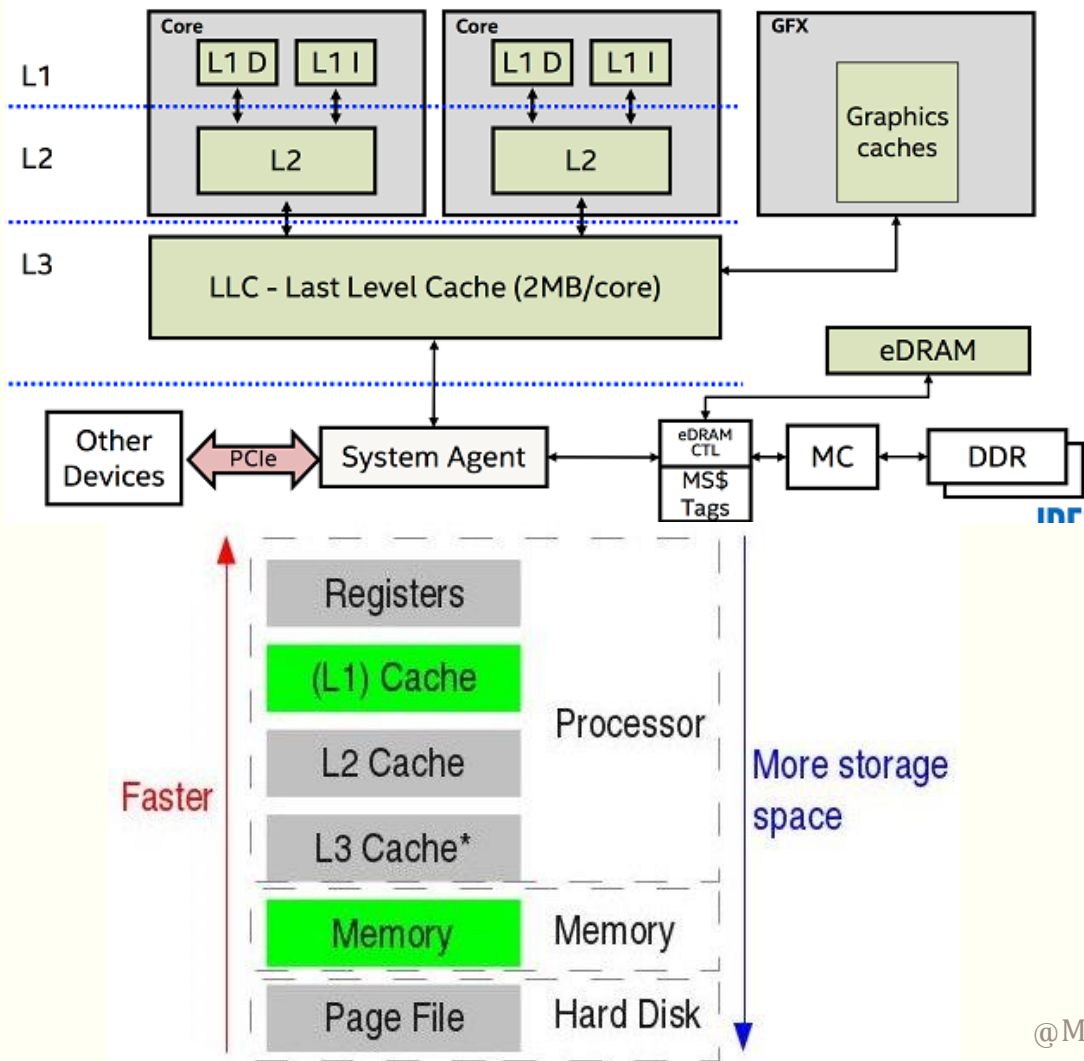 Core
Core
GFX
L1
L1 D
L1 I
L1 D
L1 I
Graphics
caches
L2
L2
L2
L3
LLC - Last Level Cache (2MB/core)
eDRAM
Other
Devices
PCIe
System Agent
eDRAM
CTL
MS$
Tags
MC
DDR
Registers
(L1) Cache
Processor
L2 Cache
Faster
More storage
space
L3 Cache*
Memory
Memory
Page File
Hard Disk
@M